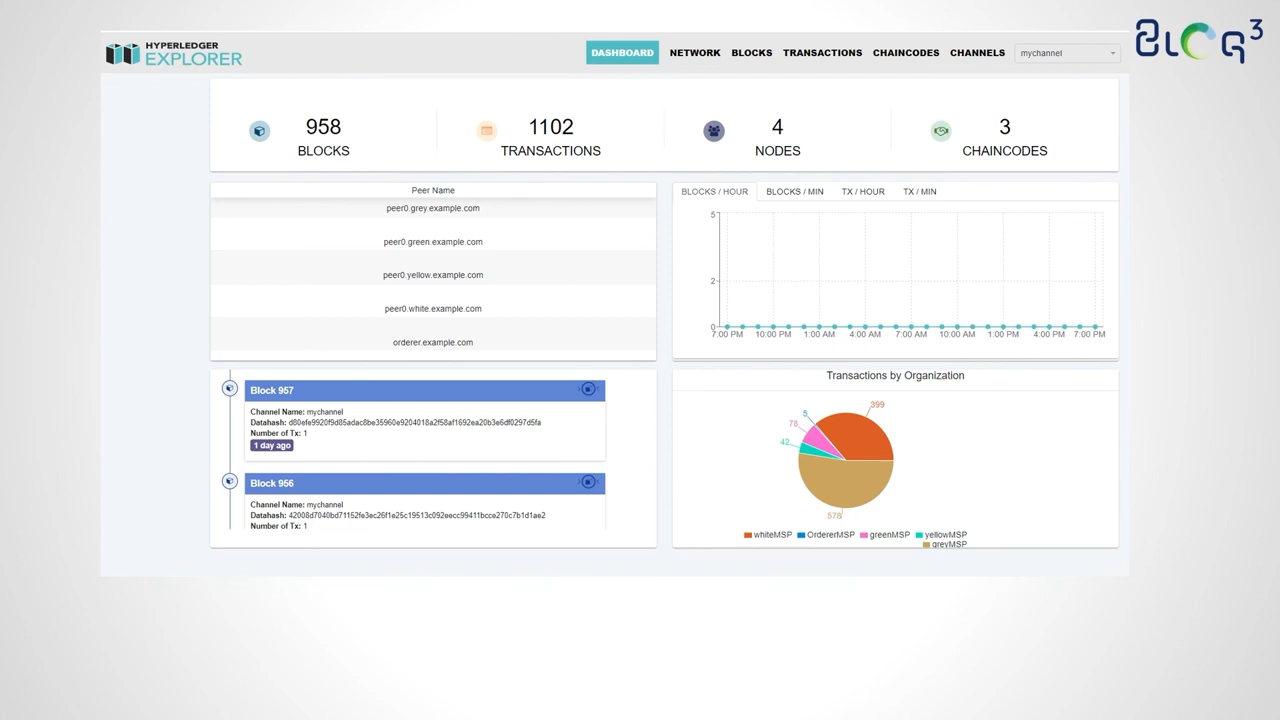 HYPERLEDGER
EXPLORER
DASHBOARD NETWORK BLOCKS TRANSACTIONS CHAINCODES CHANNELS mychannel
958
BLOCKS
1102
TRANSACTIONS
4
NODES
3
CHAINCODES
Peer Name
peer0.grey.example.com
peer0.green.example.com
peer0.yellow.example.com
peer0.white.example.com
orderer.example.com
BLOCKS / HOUR BLOCKS / MIN TX / HOUR TX / MIN
5
2
0
7:00 PM 10:00 PM 1:00 AM 4:00 AM 7:00 AM 10:00 AM 1:00 PM 4:00 PM 7:00 PM
Block 957
Channel Name: mychannel
Datahash: d80efe9920f9d85adac8be35960e9204018a2f58af1692ea20b3e6df0297d5fa
Number of Tx: 1
1 day ago
Block 956
Channel Name: mychannel
Datahash: 42008d7040bd71152fe3ec26f1e25c19513c092eecc99411bcce270c7b1d1ae2
Number of Tx: 1
Transactions by Organization
399
5
78
42
578
whiteMSP OrdererMSP greenMSP yellowMSP
greyMSP